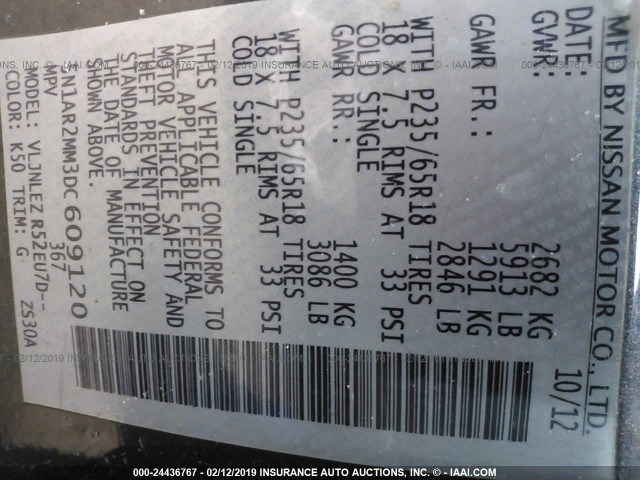 MFD BY NISSAN MOTOR CO., LTD.
DATE: 10/12
GVWR: 2682 KG
5913 LB
GAWR FR.: 1291 KG
2846 LB
WITH P235/65R18 TIRES
18 X 7.5 RIMS AT 33 PSI
COLD SINGLE
GAWR RR.: 1400 KG
3086 LB
WITH P235/65R18 TIRES
18 X 7.5 RIMS AT 33 PSI
COLD SINGLE
THIS VEHICLE CONFORMS TO
ALL APPLICABLE FEDERAL
MOTOR VEHICLE SAFETY AND
THEFT PREVENTION
STANDARDS IN EFFECT ON
THE DATE OF MANUFACTURE
SHOWN ABOVE.
5N1AR2MM3DC609120
MPV 367
MODEL: VLJNLEZ R52EU7D--
COLOR: K50 TRIM: G ZS30A
000-24436767 - 02/12/2019 INSURANCE AUTO AUCTIONS, INC. - © IAAI.COM